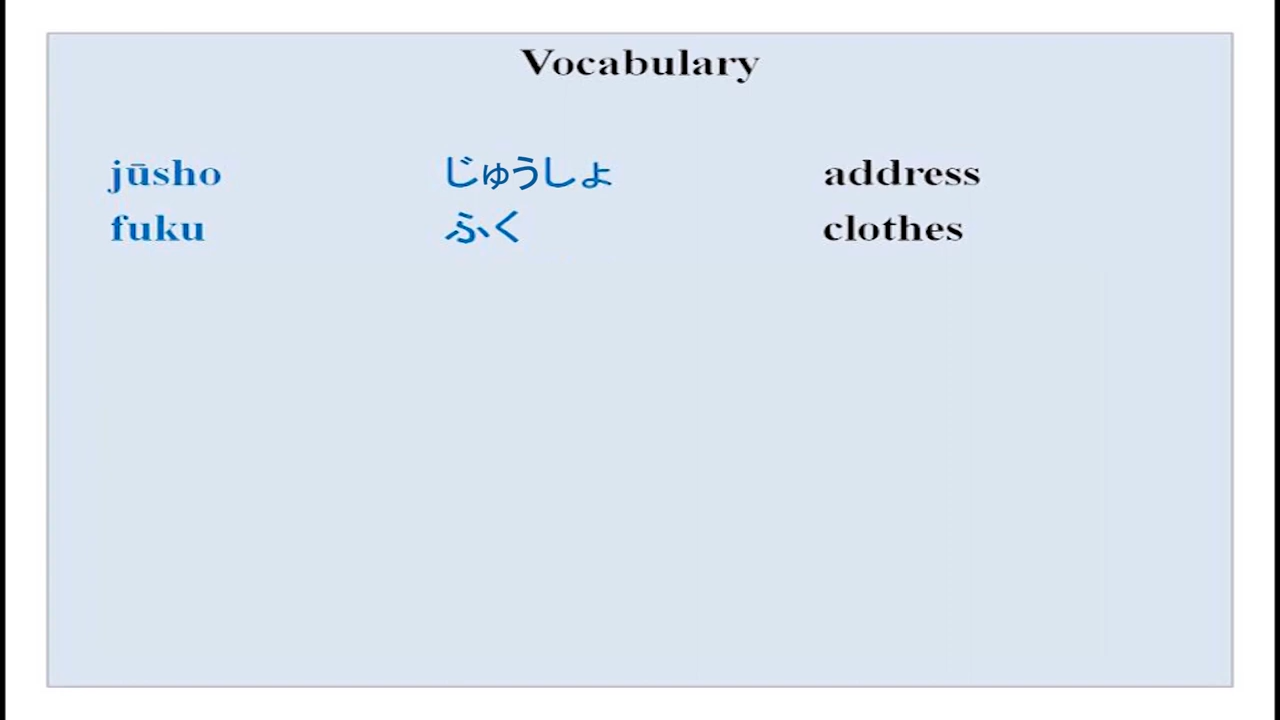 Vocabulary
jūsho じゅうしょ address
fuku ふく clothes